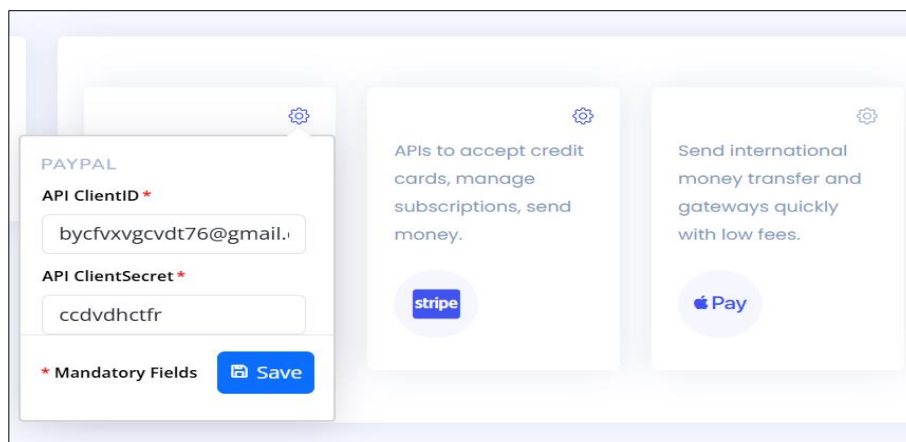 PAYPAL
API ClientID *
bycfvxvgcvdt76@gmail.
API ClientSecret *
ccdvdhctfr
* Mandatory Fields
Save
APIs to accept credit
cards, manage
subscriptions, send
money.
stripe
Send international
money transfer and
gateways quickly
with low fees.
Pay